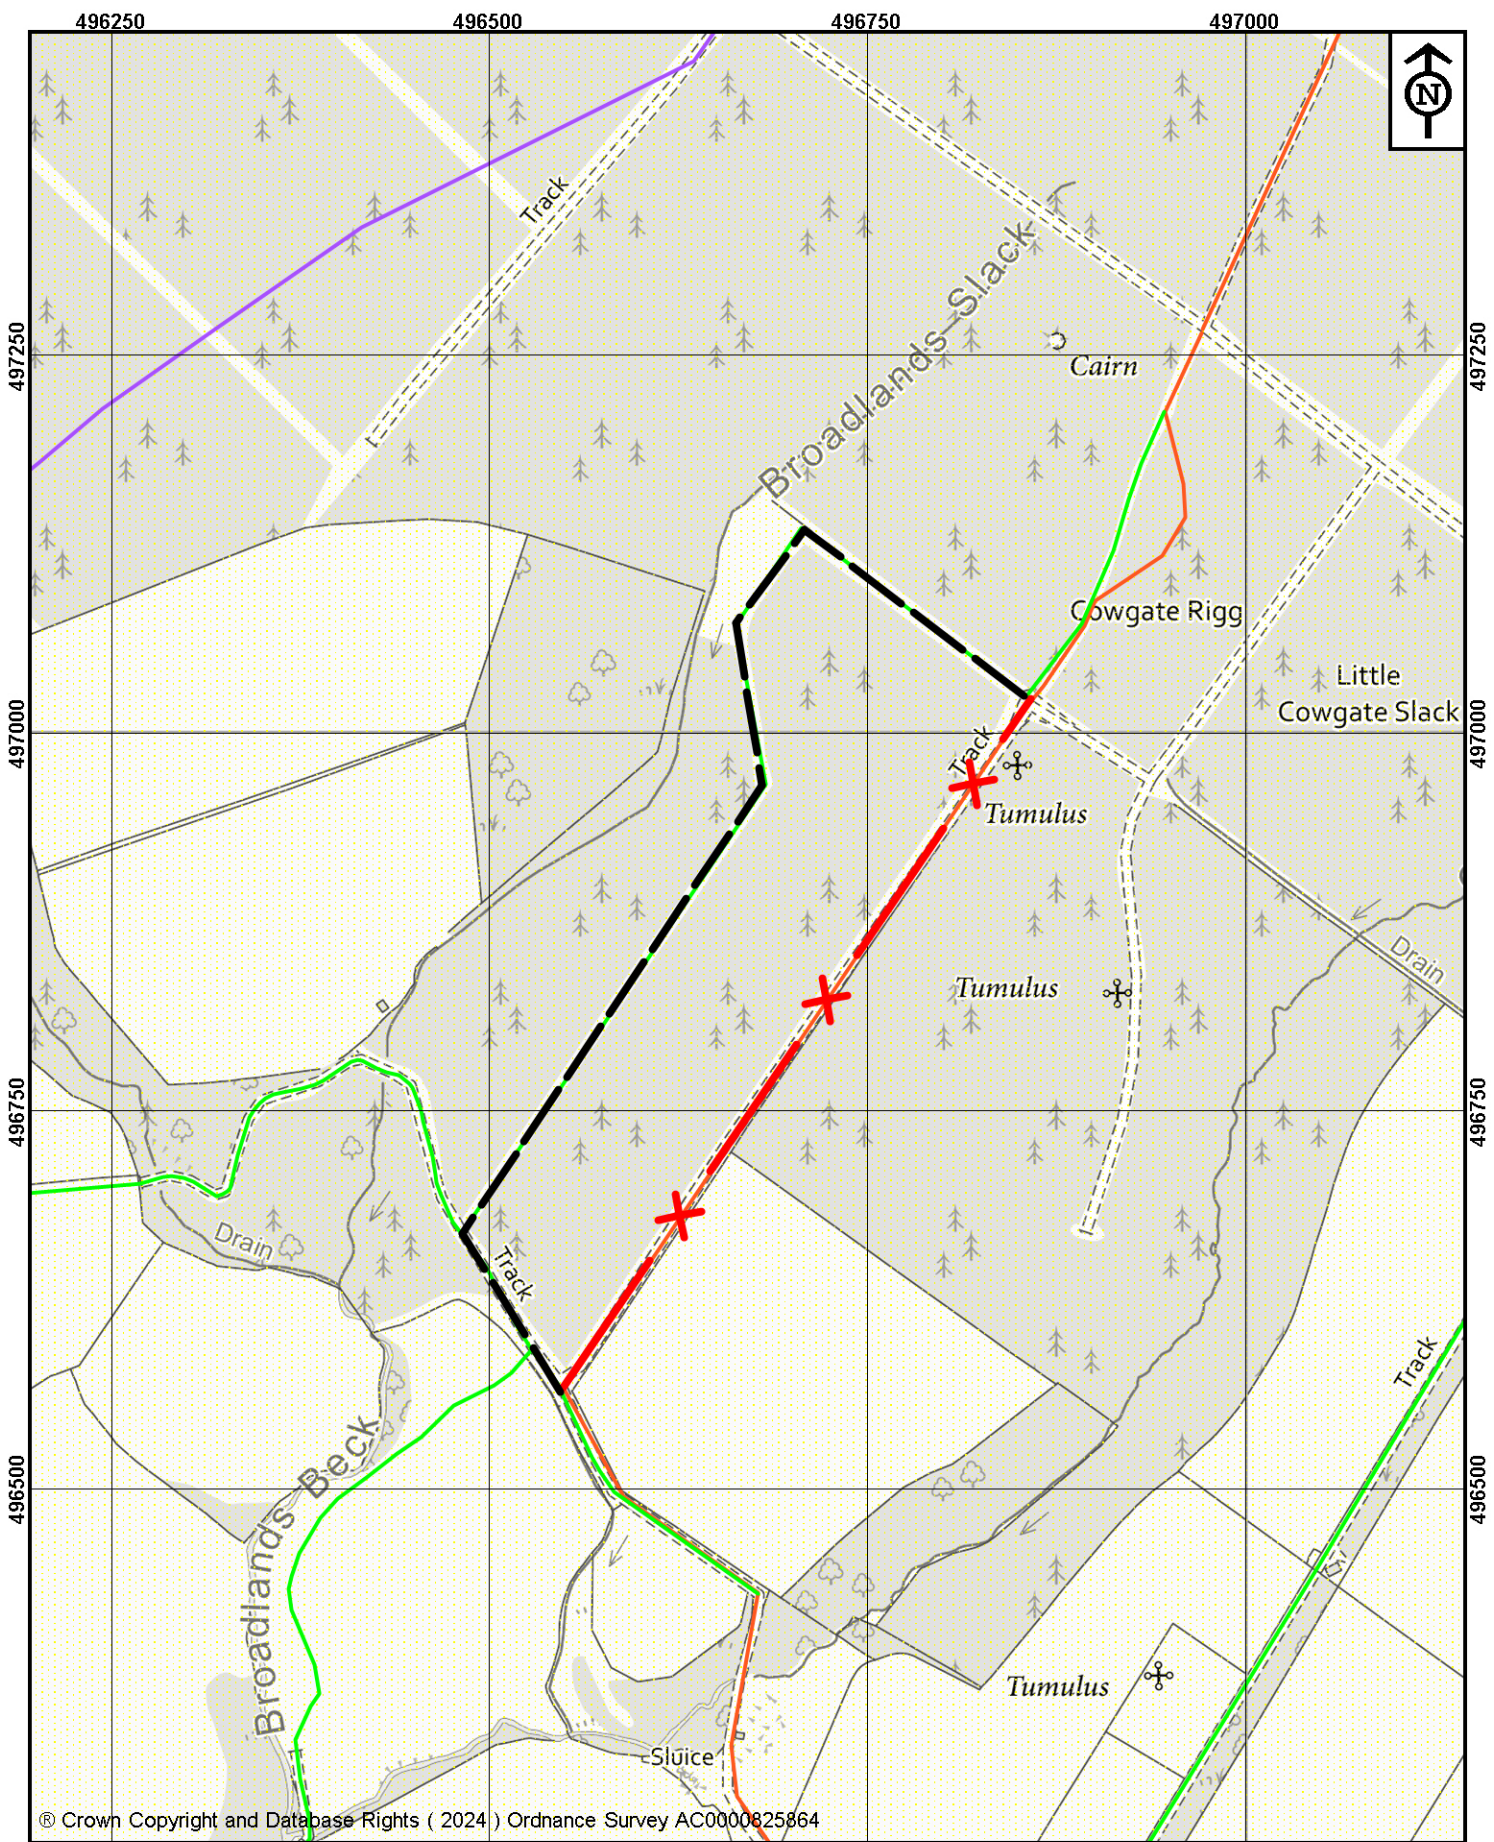 496250
496500
496750
497000
N
Track
Broadlands Slack
497250
497250
Cairn
Cowgate Rigg
Little
Cowgate Slack
497000
497000
Track
Tumulus
Drain
Tumulus
496750
496750
Drain
Track
Track
Broadlands Beck
496500
496500
Tumulus
Sluice
® Crown Copyright and Database Rights ( 2024 ) Ordnance Survey AC0000825864